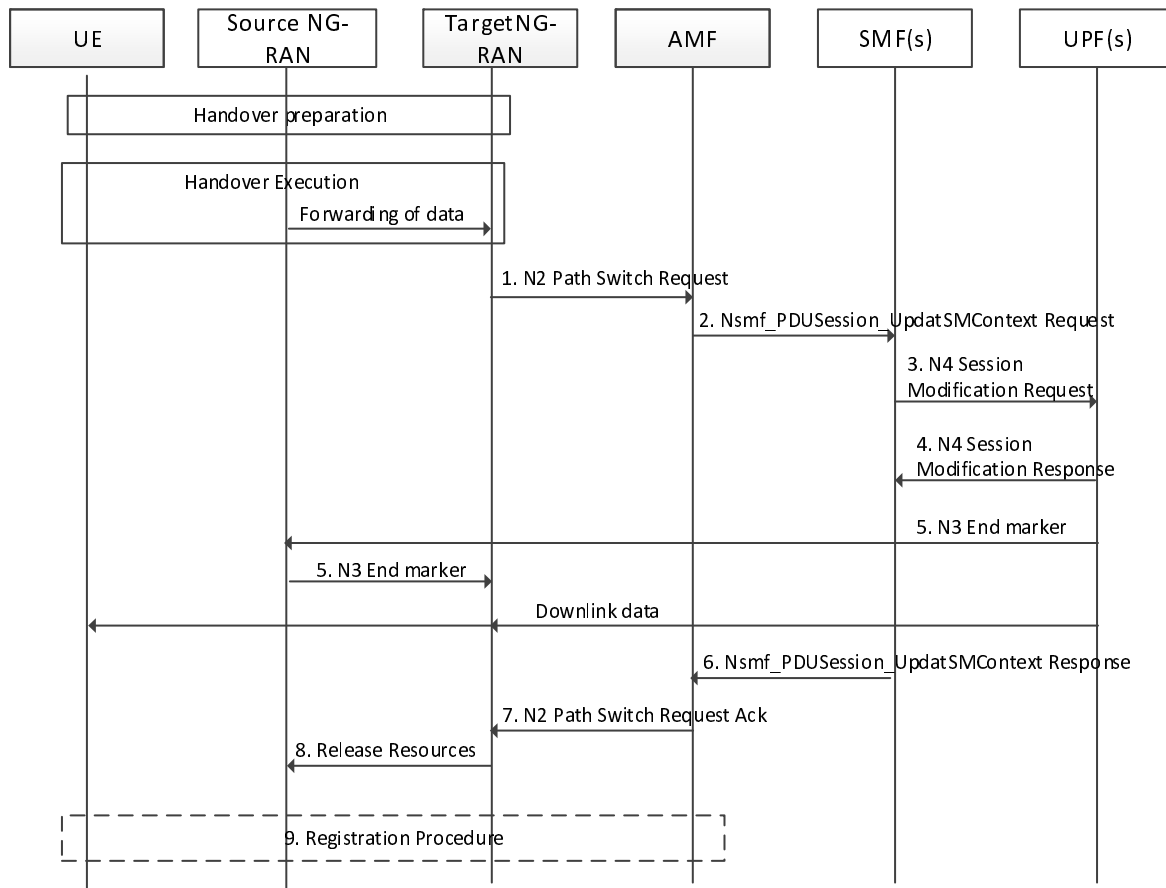 UE
Source NG-
RAN
TargetNG-
RAN
AMF
SMF(s)
UPF(s)
Handover preparation
Handover Execution
Forwarding of data
1. N2 Path Switch Request
2. Nsmf_PDUSession_UpdatSMContext Request
3. N4 Session
Modification Request
4. N4 Session
Modification Response
5. N3 End marker
5. N3 End marker
Downlink data
6. Nsmf_PDUSession_UpdatSMContext Response
7. N2 Path Switch Request Ack
8. Release Resources
9. Registration Procedure